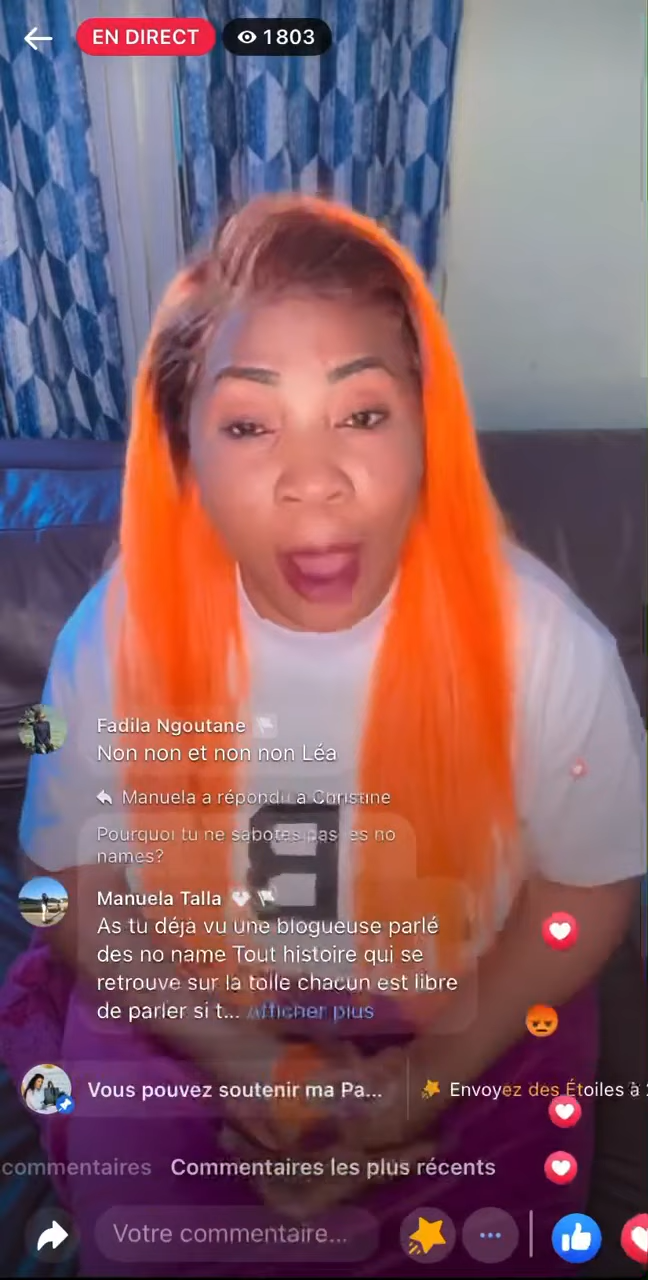 EN DIRECT
1803
Fadila Ngoutane
Non non et non non Léa
Manuela a répondu a Christine
Pourquoi tu ne sabotes pas es no
names?
Manuela Talla
As tu déjà vu une blogueuse parlé
des no name Tout histoire qui se
retrouve sur la tolle chacun est libre
de parler si t... Afficher plus
Vous pouvez soutenir ma Pa...
Envoyez des Étoiles à
commentaires
Commentaires les plus récents
Votre commentaire...